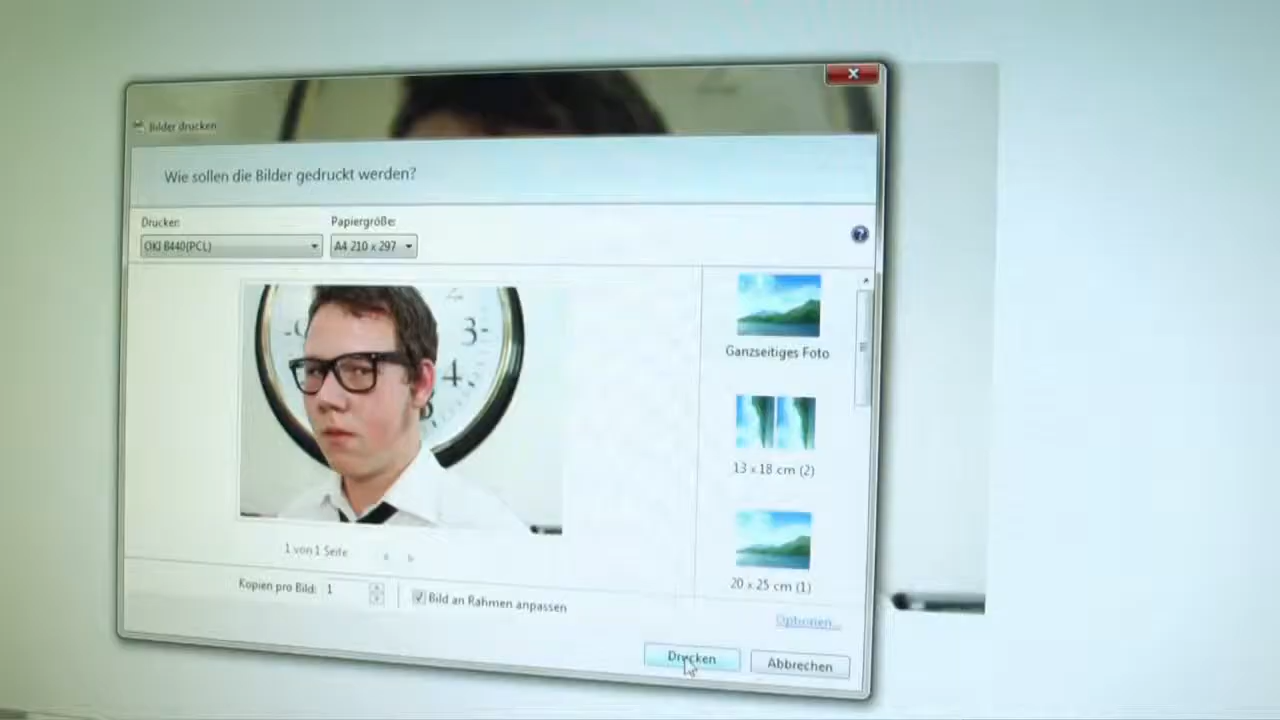 Bilder drucken
Wie sollen die Bilder gedruckt werden?
Drucker: Papiergröße:
OKI B440(PCL) A4 210 x 297
Ganzseitiges Foto
3
4
13 x 18 cm (2)
20 x 25 cm (1)
1 von 1 Seite
Kopien pro Bild: 1 Bild an Rahmen anpassen
Optionen...
Drucken Abbrechen